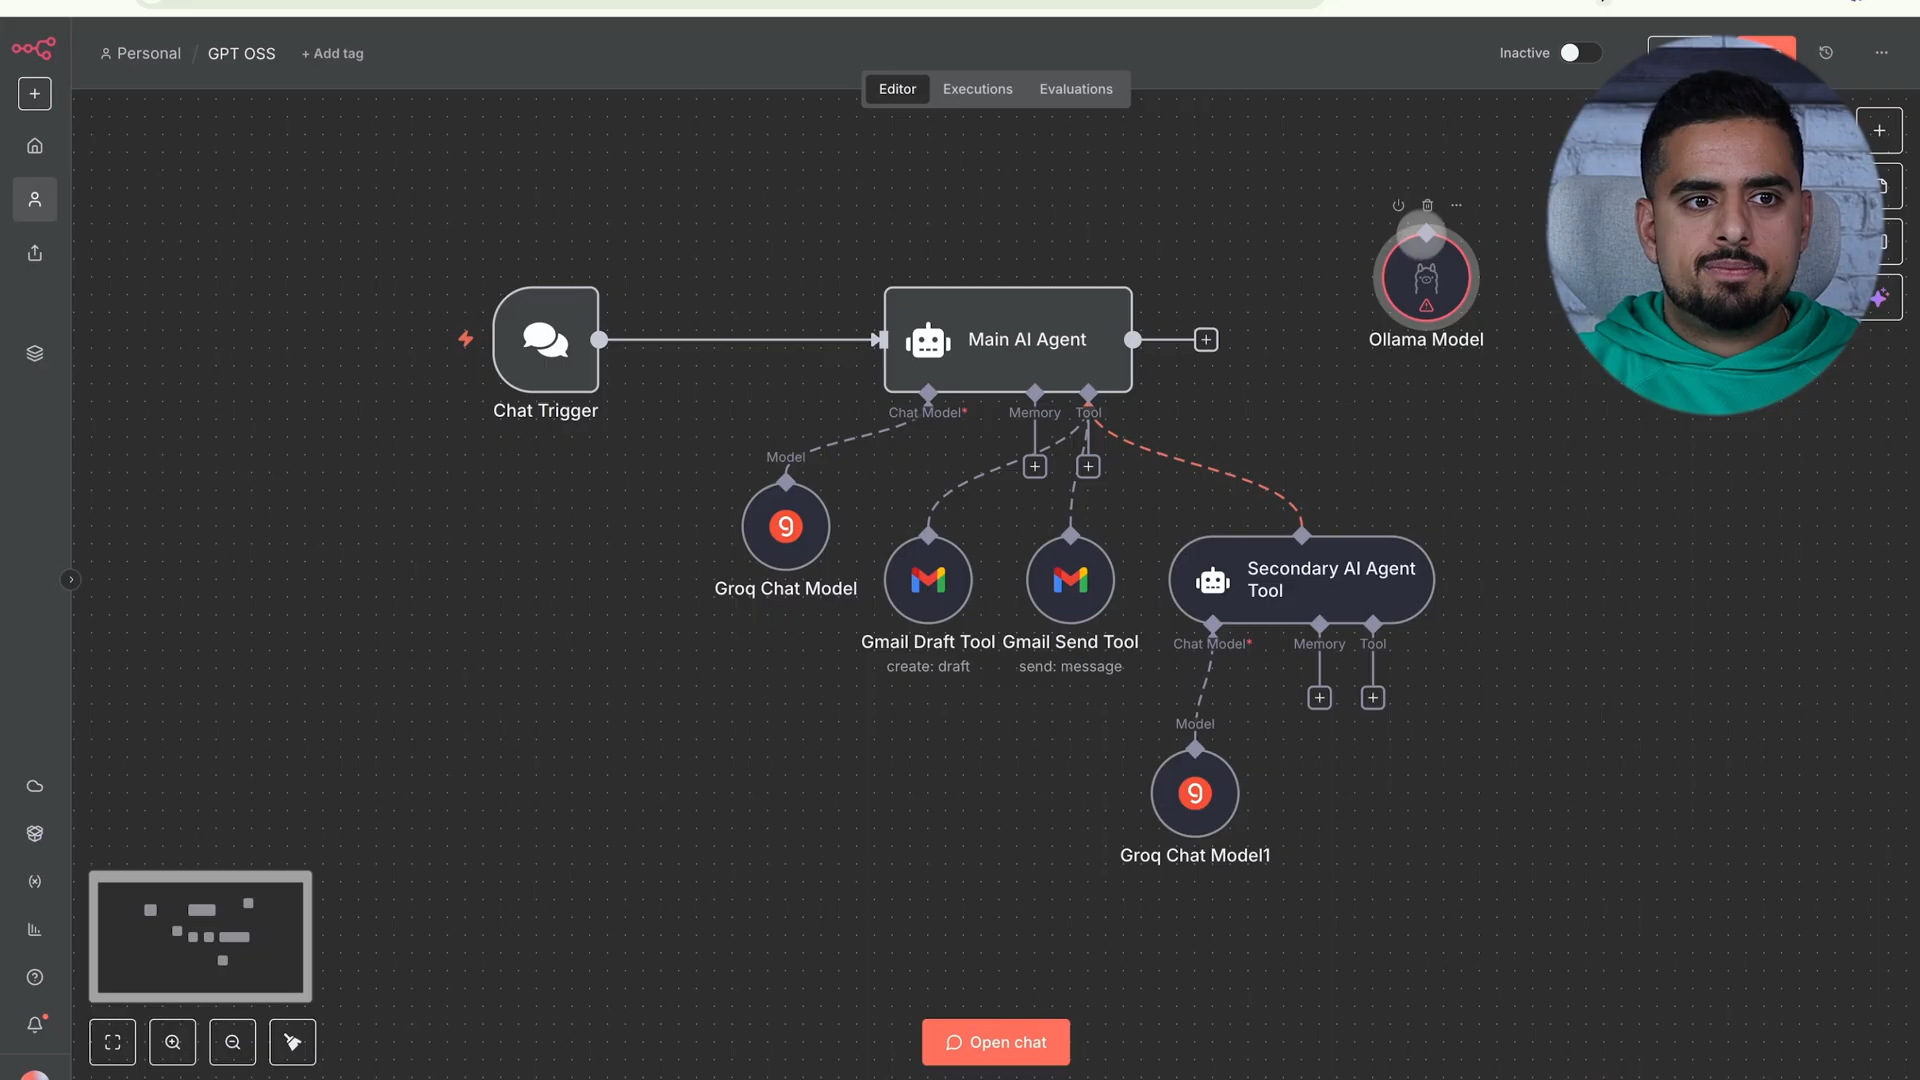 Personal / GPT OSS + Add tag
Inactive
Editor Executions Evaluations
Ollama Model
Main AI Agent
Chat Trigger
Chat Model* Memory Tool
Model
Groq Chat Model
Secondary AI Agent
Tool
Gmail Draft Tool Gmail Send Tool
create: draft send: message
Chat Model* Memory Tool
Model
Groq Chat Model1
Open chat